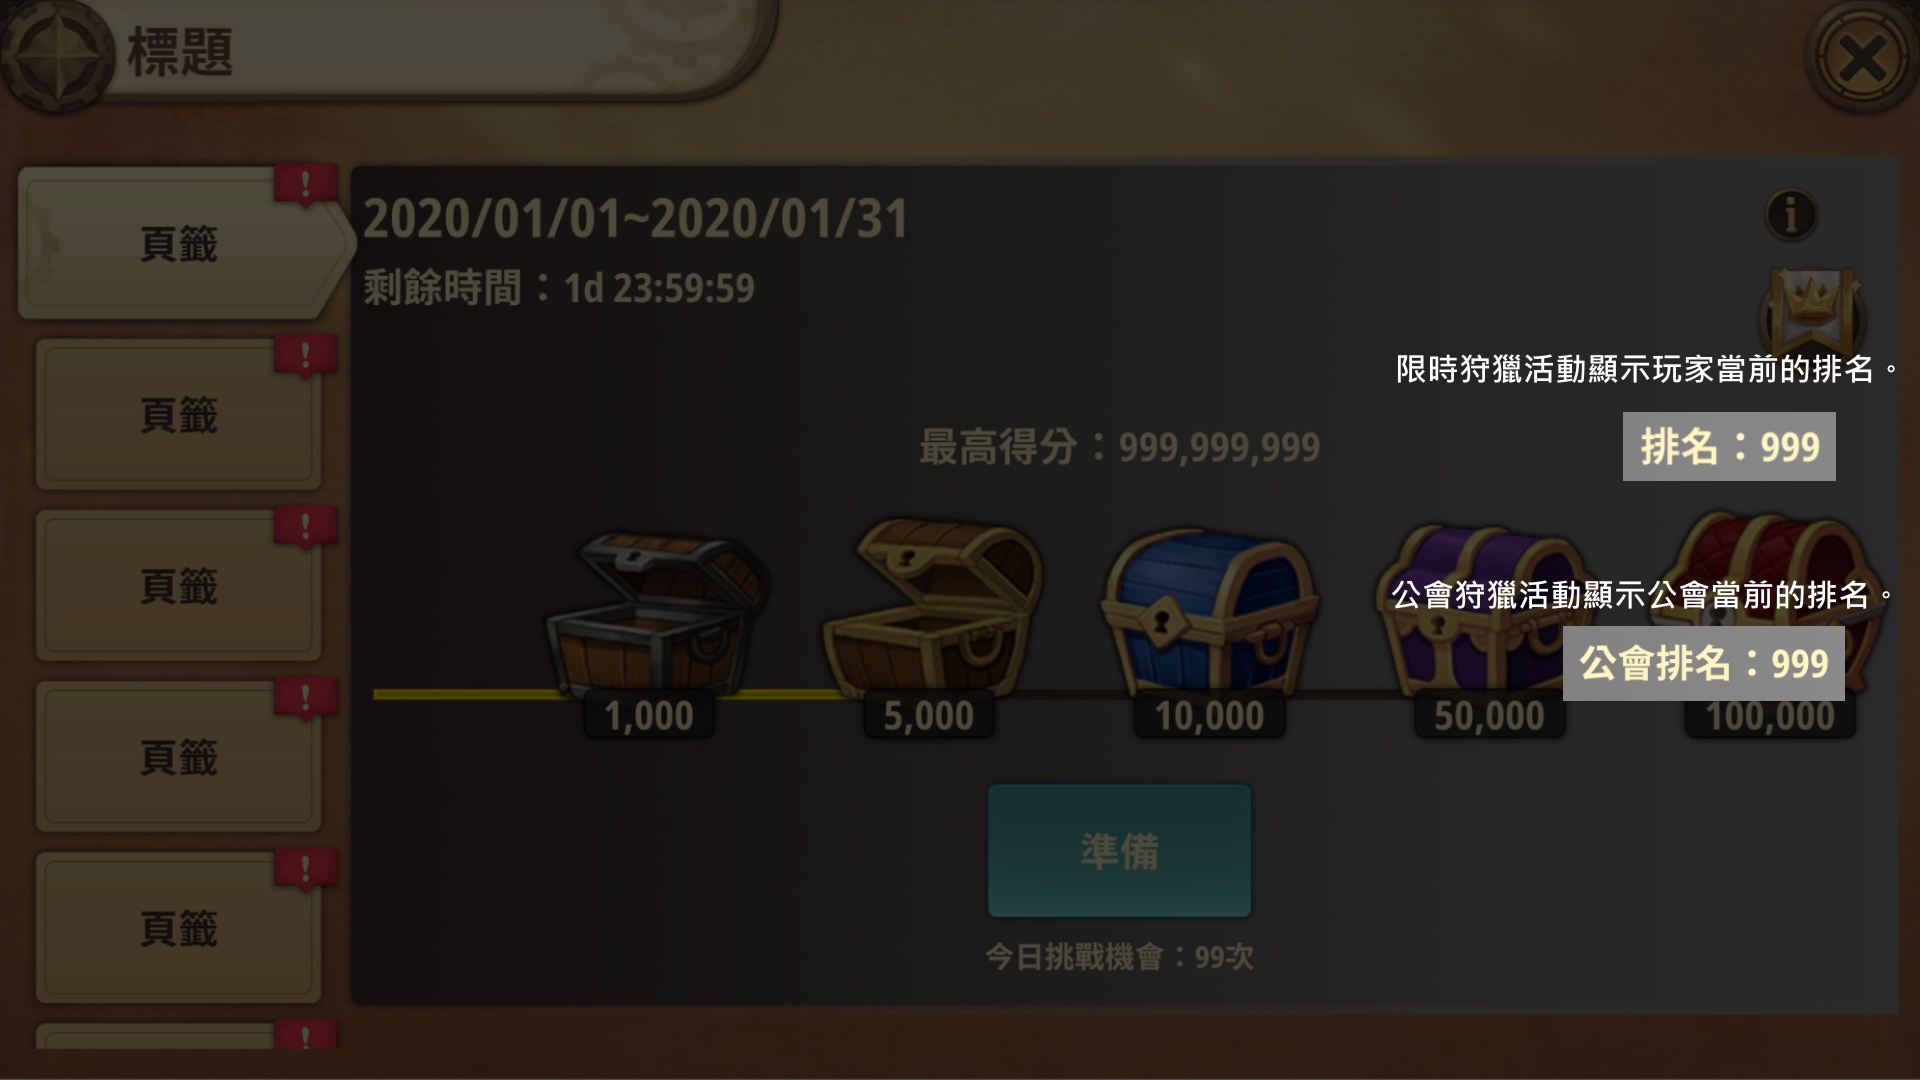 標題
頁籤
頁籤
頁籤
頁籤
頁籤
2020/01/01~2020/01/31
剩餘時間：1d 23:59:59
限時狩獵活動顯示玩家當前的排名。
最高得分：999,999,999
排名：999
公會狩獵活動顯示公會當前的排名。
公會排名：999
1,000
5,000
10,000
50,000
100,000
準備
今日挑戰機會：99次